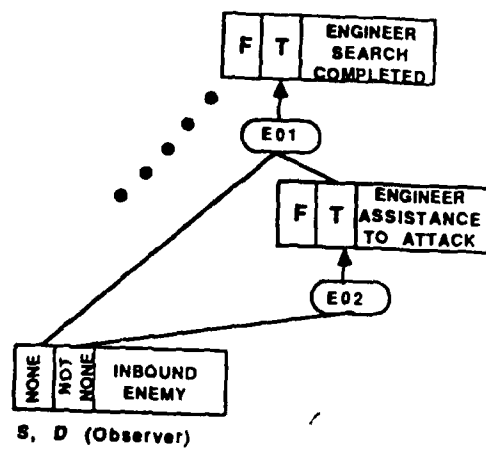 F T ENGINEER
SEARCH
COMPLETED
E01
F T ENGINEER
ASSISTANCE
TO ATTACK
E02
NONE
NOT
NONE
INBOUND
ENEMY
S, D (Observer)